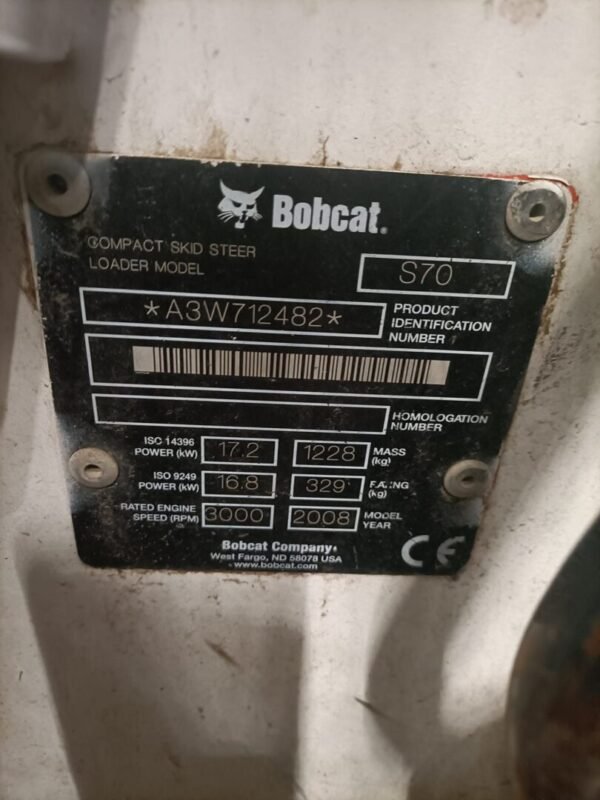 Bobcat.
COMPACT SKID STEER
LOADER MODEL
S70
*A3W712482*
PRODUCT
IDENTIFICATION
NUMBER
HOMOLOGATION
NUMBER
ISO 14396
POWER (kW)
17.2
1228
MASS
(kg)
ISO 9249
POWER (kW)
16.8
329
(kg)
RATED ENGINE
SPEED (RPM)
3000
2008
MODEL
YEAR
Bobcat Company.
West Fargo, ND 58078 USA
www.bobcat.com
CE